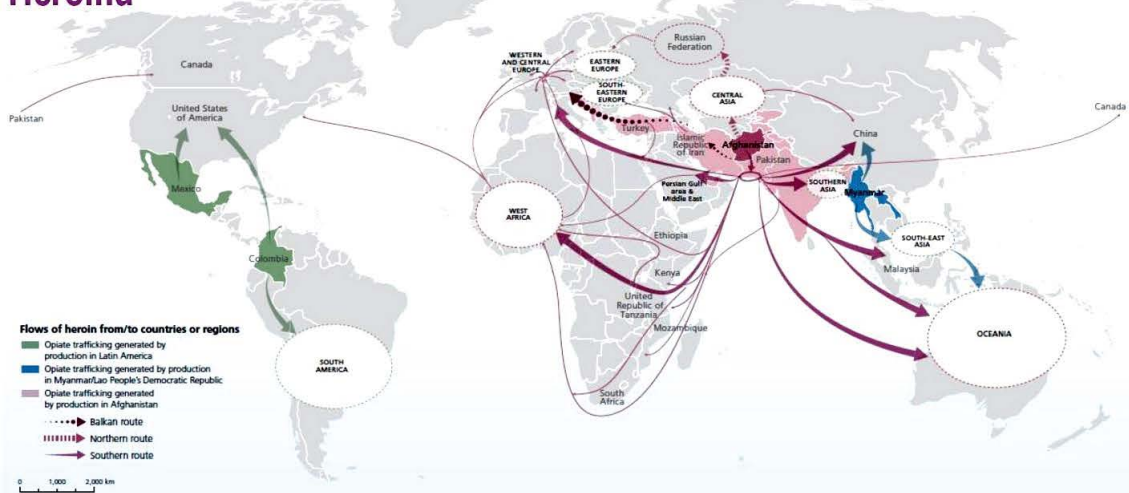 Heroína
Canada
United States
of America
Pakistan
Mexico
Colombia
SOUTH
AMERICA
WESTERN
AND CENTRAL
EUROPE
EASTERN
EUROPE
SOUTH-
EASTERN
EUROPE
Russian
Federation
CENTRAL
ASIA
Turkey
Islamic
Republic
of Iran
Afghanistan
Pakistan
China
Canada
Persian Gulf
area &
Middle East
SOUTHERN
ASIA
Myanmar
WEST
AFRICA
Ethiopia
Kenya
United
Republic of
Tanzania
Mozambique
South
Africa
SOUTH-EAST
ASIA
Malaysia
OCEANIA
Flows of heroin from/to countries or regions
Opiate trafficking generated by
production in Latin America
Opiate trafficking generated by production
in Myanmar/Lao People's Democratic Republic
Opiate trafficking generated
by production in Afghanistan
Balkan route
Northern route
Southern route
0 1,000 2,000 km